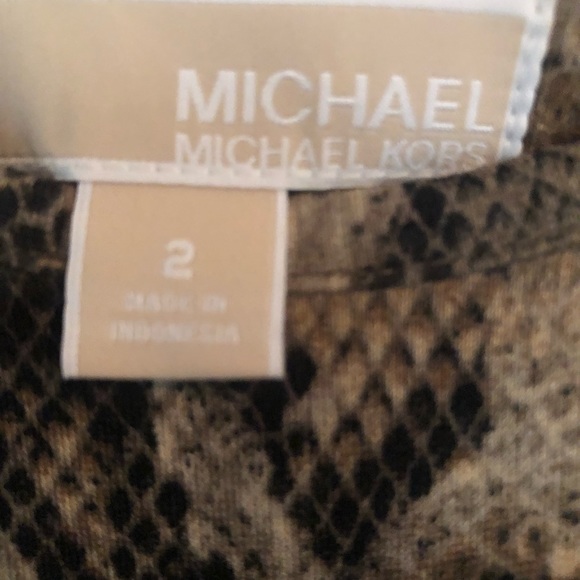 MICHAEL
MICHAEL KORS
2
MADE IN
INDONESIA